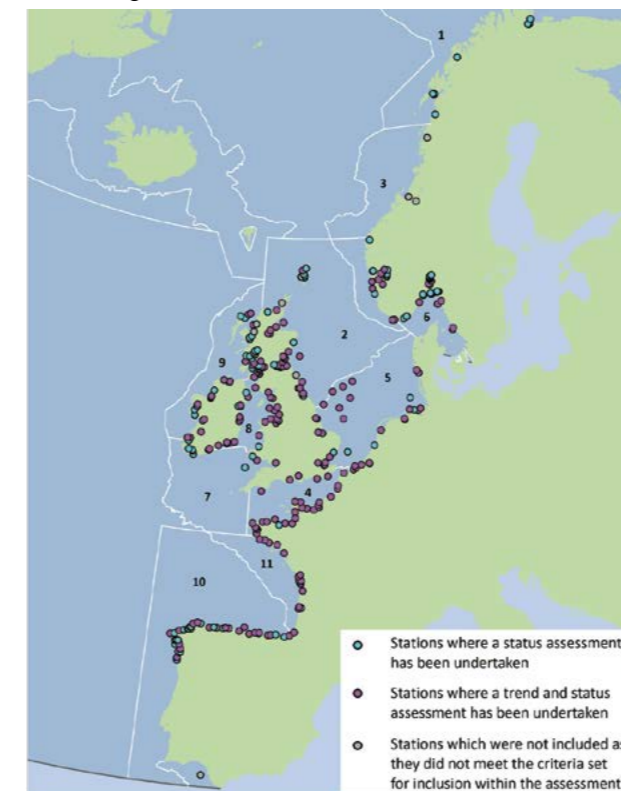 1
3
2
6
5
9
8
7
4
11
10
Stations where a status assessment
has been undertaken
Stations where a trend and status
assessment has been undertaken
Stations which were not included as
they did not meet the criteria set
for inclusion within the assessment